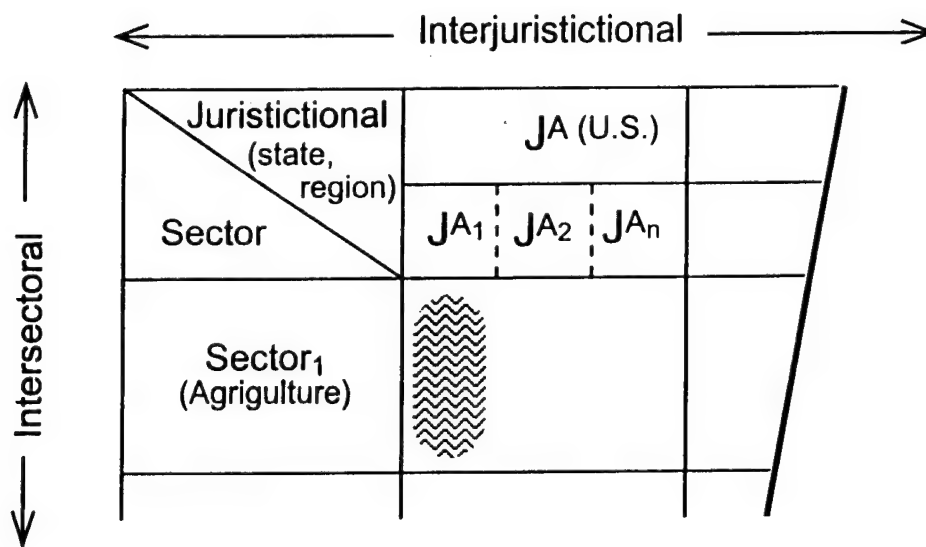 Interjuristictional
Intersectoral
Juristictional
(state,
region)
Sector
JA (U.S.)
JA₁ JA₂ JAₙ
Sector₁
(Agrigulture)